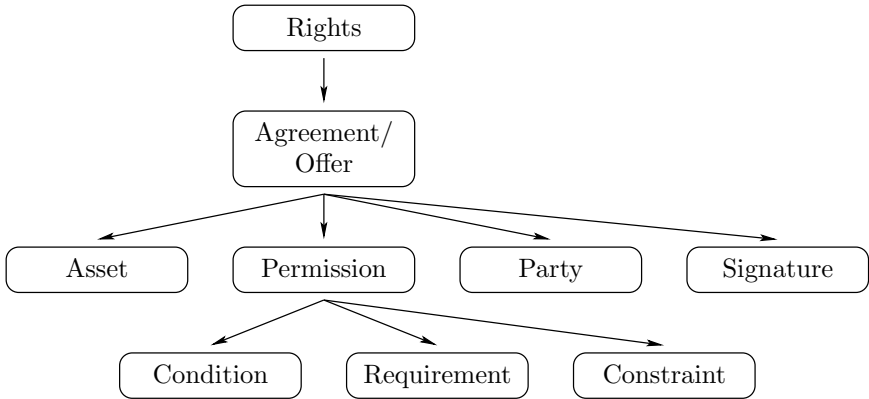 Rights
Agreement/
Offer
Asset
Permission
Party
Signature
Condition
Requirement
Constraint